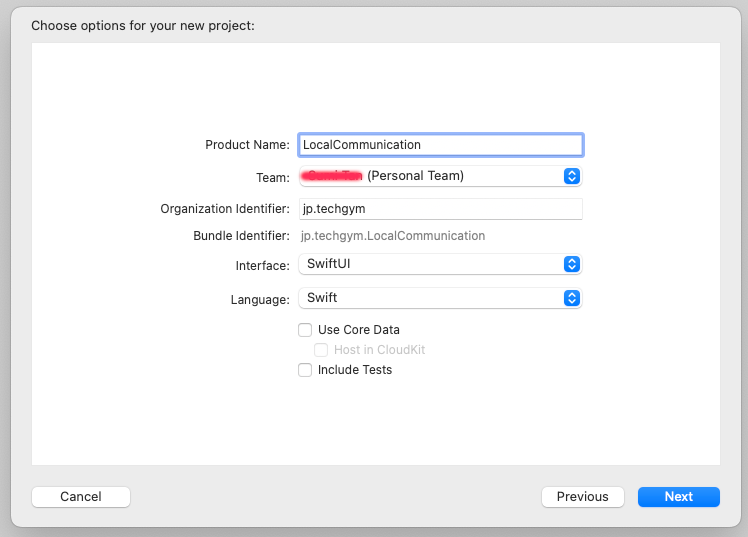 Choose options for your new project:
Product Name: LocalCommunication
Team: (Personal Team)
Organization Identifier: jp.techgym
Bundle Identifier: jp.techgym.LocalCommunication
Interface: SwiftUI
Language: Swift
Use Core Data
Host in CloudKit
Include Tests
Cancel Previous Next